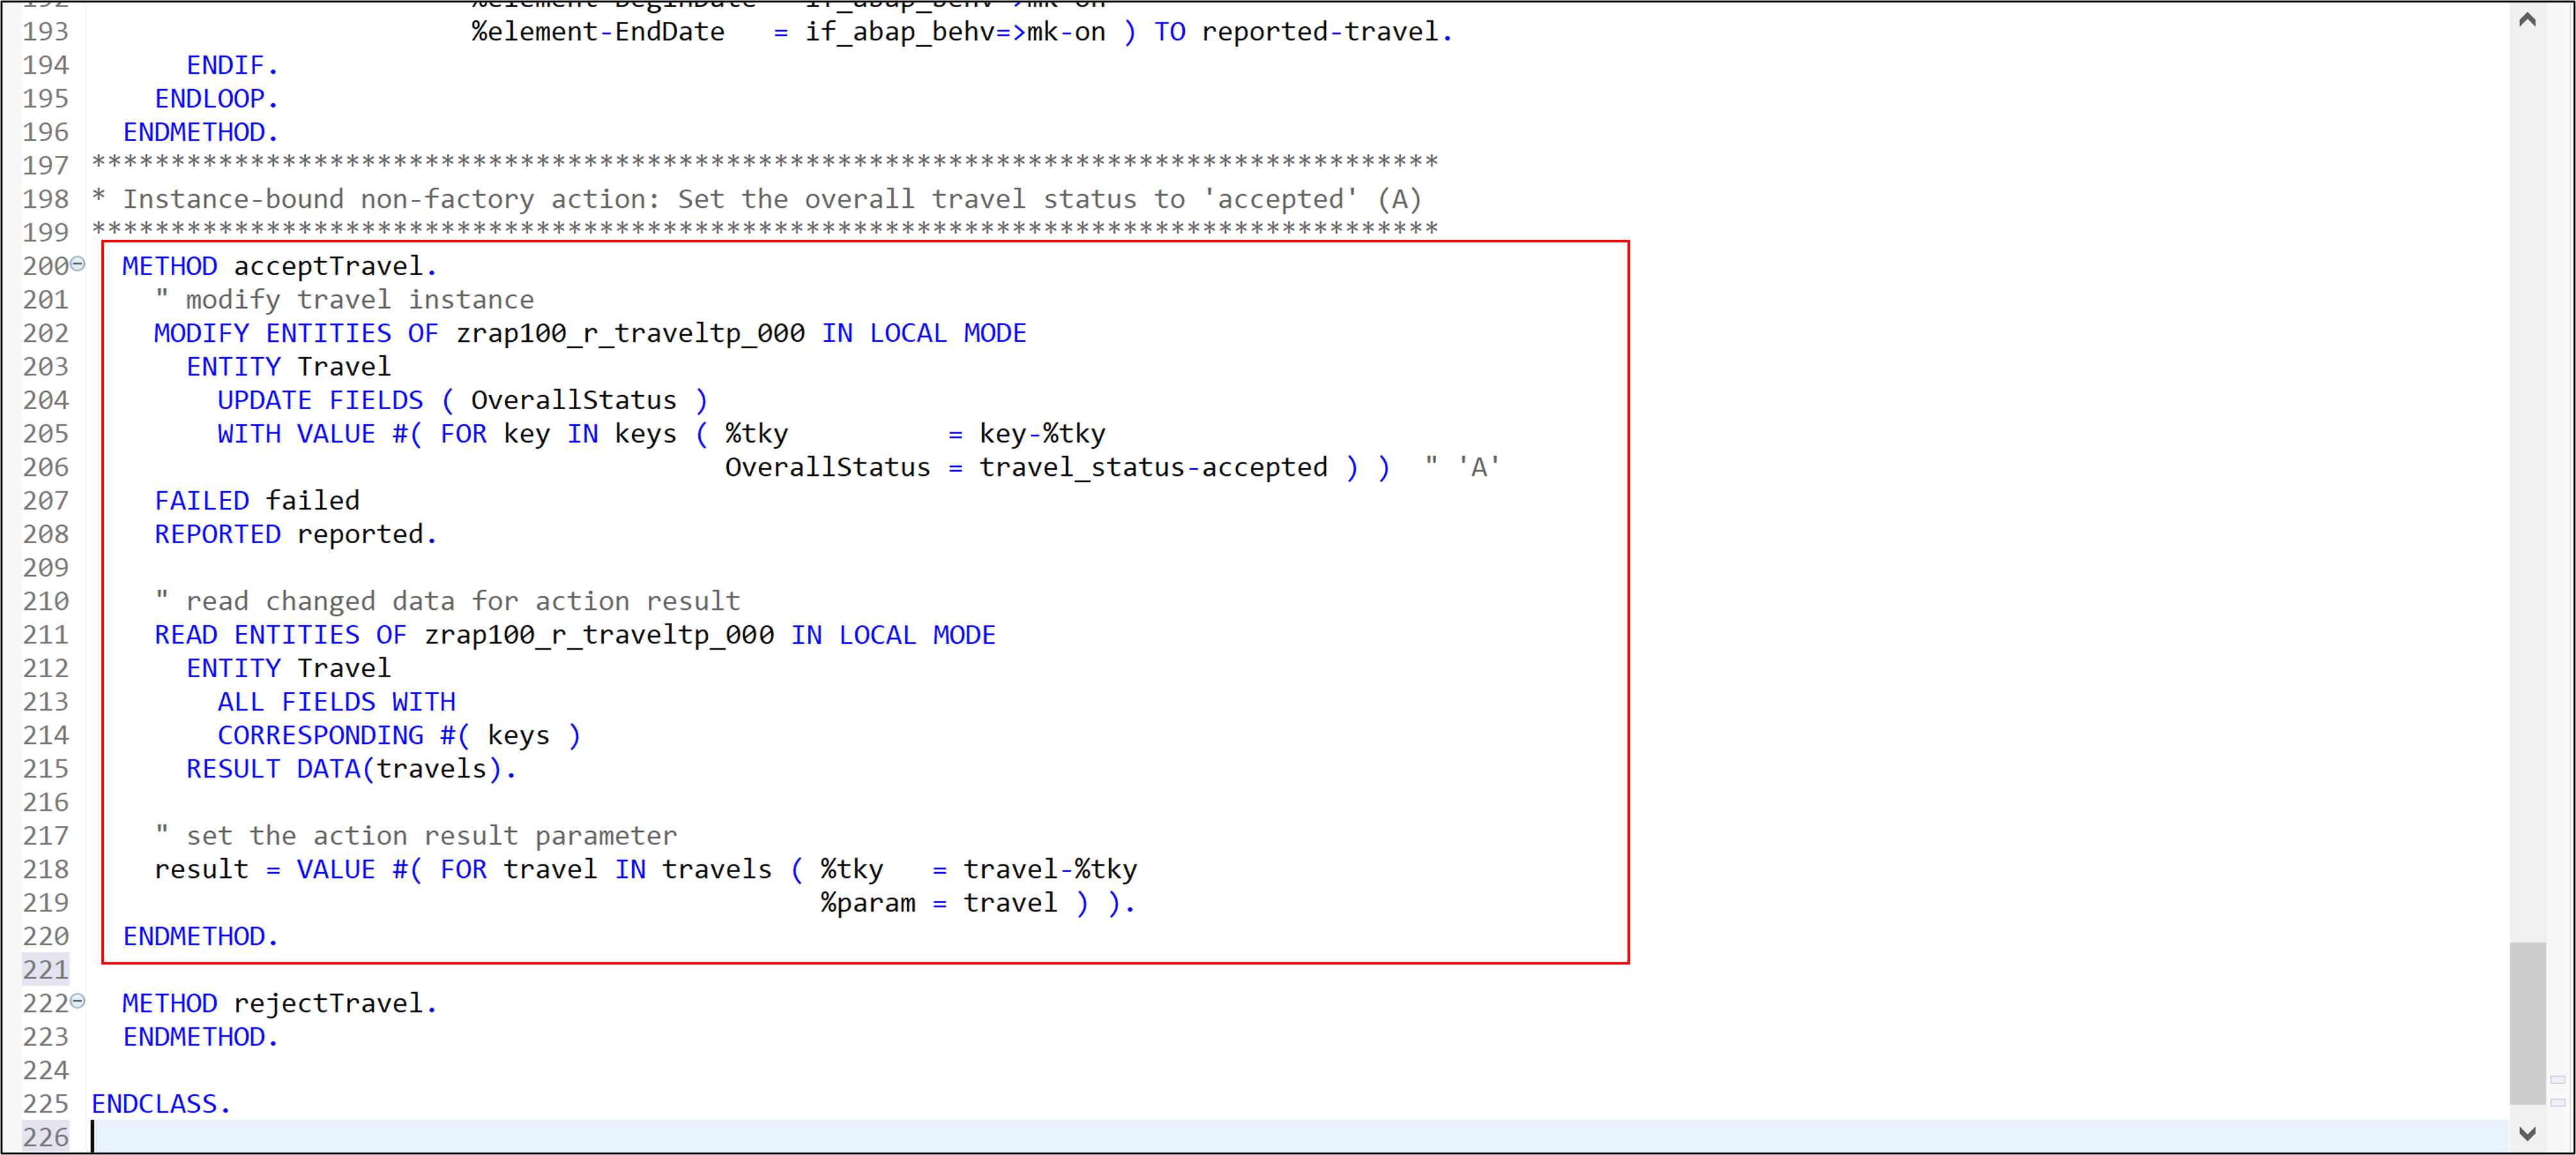 192 %element-BeginDate = if_abap_behv=>mk-on
193 %element-EndDate = if_abap_behv=>mk-on ) TO reported-travel.
194 ENDIF.
195 ENDLOOP.
196 ENDMETHOD.
197 *************************************************************************************
198 * Instance-bound non-factory action: Set the overall travel status to 'accepted' (A)
199 *************************************************************************************
200 METHOD acceptTravel.
201 " modify travel instance
202 MODIFY ENTITIES OF zrap100_r_traveltp_000 IN LOCAL MODE
203 ENTITY Travel
204 UPDATE FIELDS ( OverallStatus )
205 WITH VALUE #( FOR key IN keys ( %tky = key-%tky
206 OverallStatus = travel_status-accepted ) ) " 'A'
207 FAILED failed
208 REPORTED reported.
209
210 " read changed data for action result
211 READ ENTITIES OF zrap100_r_traveltp_000 IN LOCAL MODE
212 ENTITY Travel
213 ALL FIELDS WITH
214 CORRESPONDING #( keys )
215 RESULT DATA(travels).
216
217 " set the action result parameter
218 result = VALUE #( FOR travel IN travels ( %tky = travel-%tky
219 %param = travel ) ).
220 ENDMETHOD.
221
222 METHOD rejectTravel.
223 ENDMETHOD.
224
225 ENDCLASS.
226